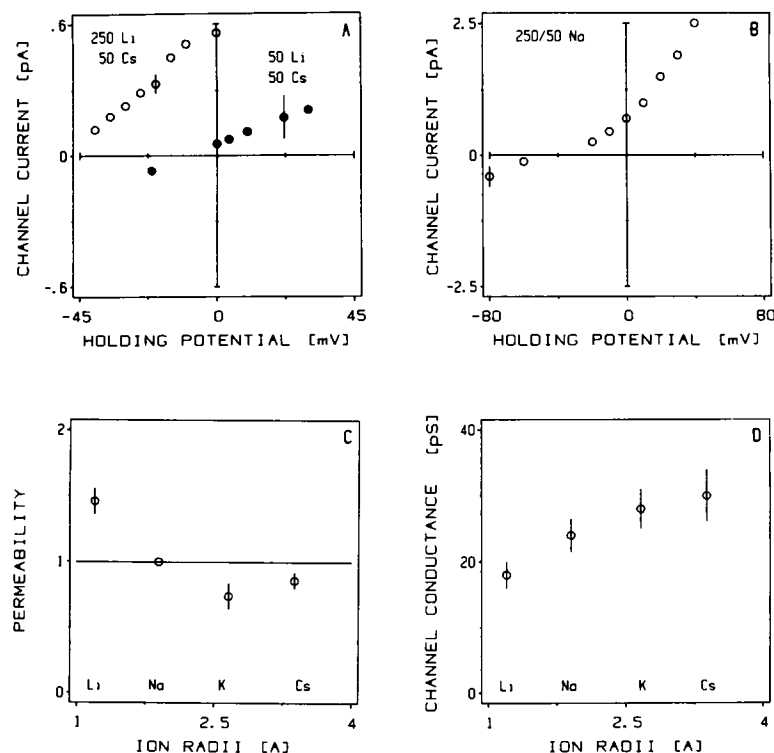 A
.6
250 Li
50 Cs
50 Li
50 Cs
0
-.6
-45
0
45
CHANNEL CURRENT [pA]
HOLDING POTENTIAL [mV]
B
2.5
250/50 Na
0
-2.5
-80
0
80
CHANNEL CURRENT [pA]
HOLDING POTENTIAL [mV]
C
2
1
0
Li Na K Cs
1
2.5
4
PERMEABILITY
ION RADII [A]
D
40
20
0
Li Na K Cs
1
2.5
4
CHANNEL CONDUCTANCE [pS]
ION RADII [A]